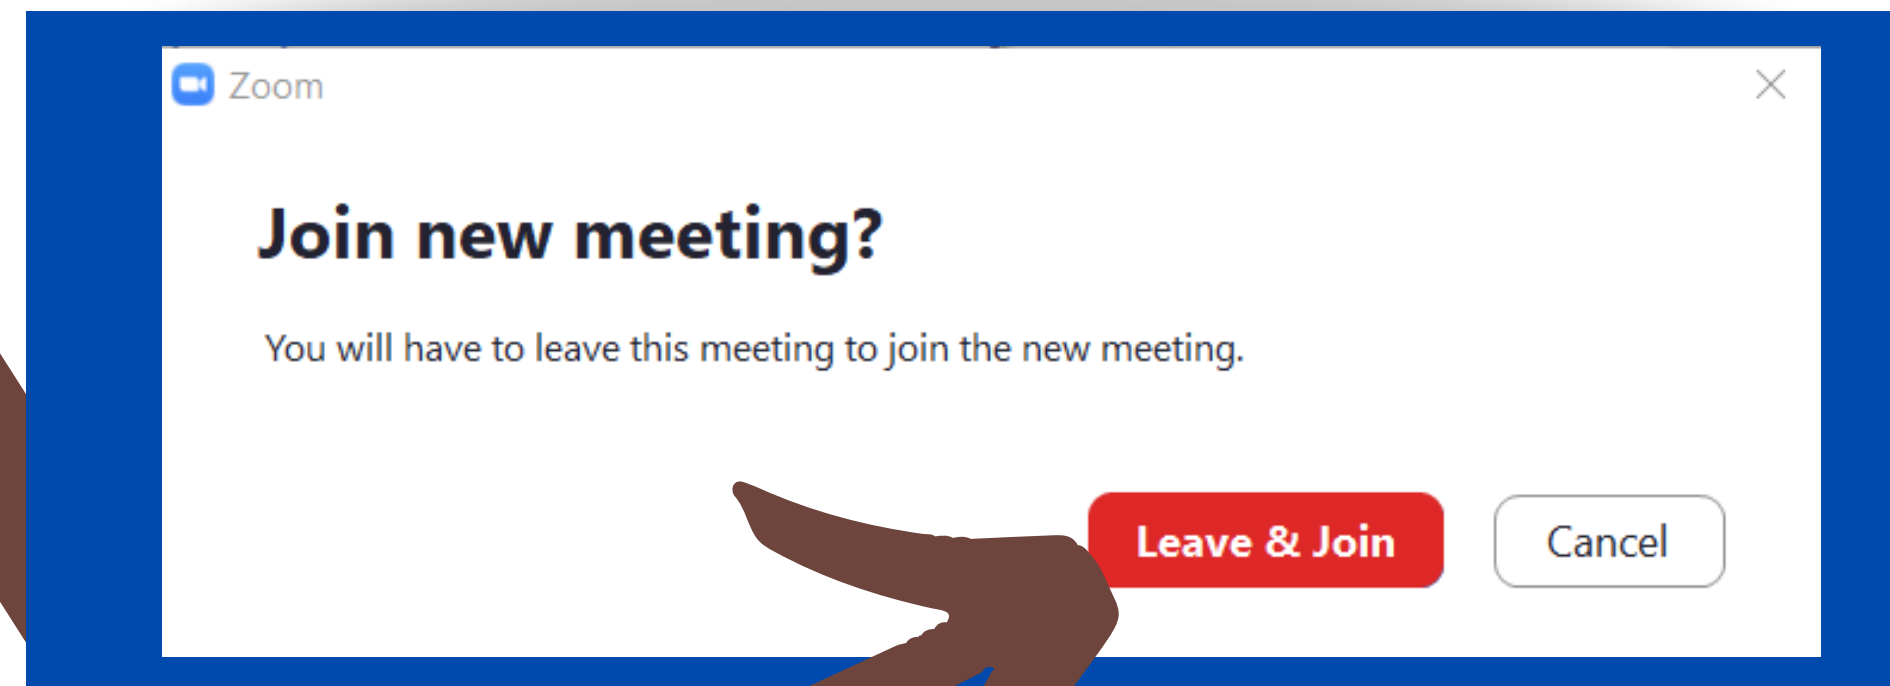 Zoom
Join new meeting?
You will have to leave this meeting to join the new meeting.
Leave & Join
Cancel